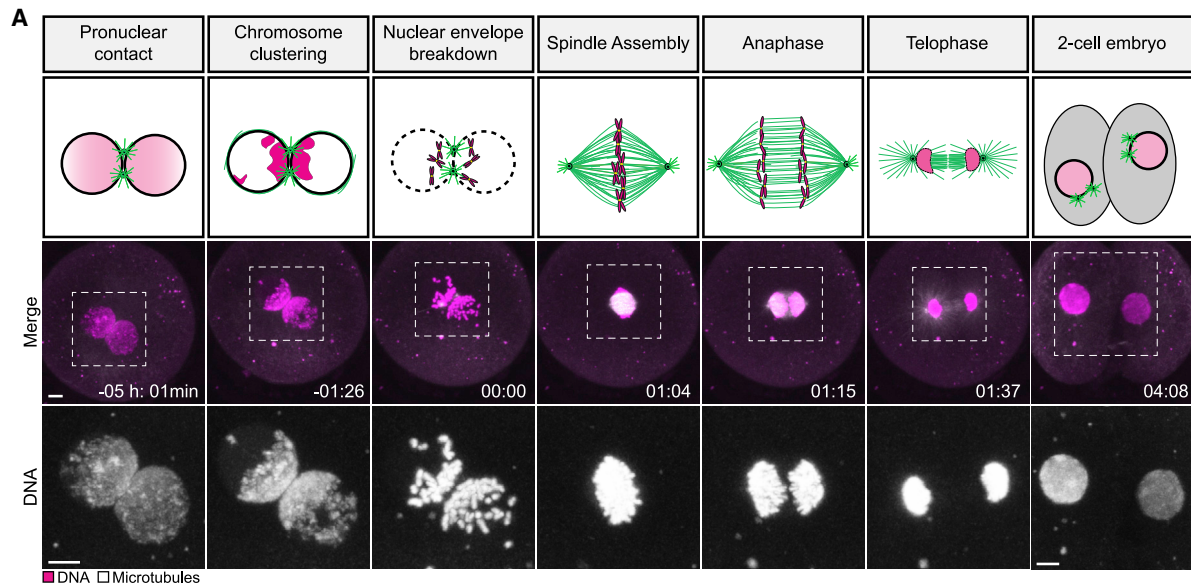 A
Pronuclear
contact
Chromosome
clustering
Nuclear envelope
breakdown
Spindle Assembly
Anaphase
Telophase
2-cell embryo
Merge
-05 h: 01min
-01:26
00:00
01:04
01:15
01:37
04:08
DNA
DNA Microtubules